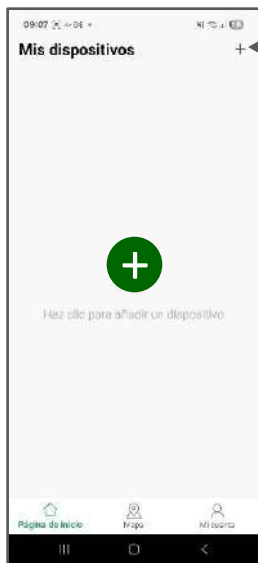 09:07
Mis dispositivos
Haz clic para añadir un dispositivo
Página de inicio
Mapa
Mi cuenta